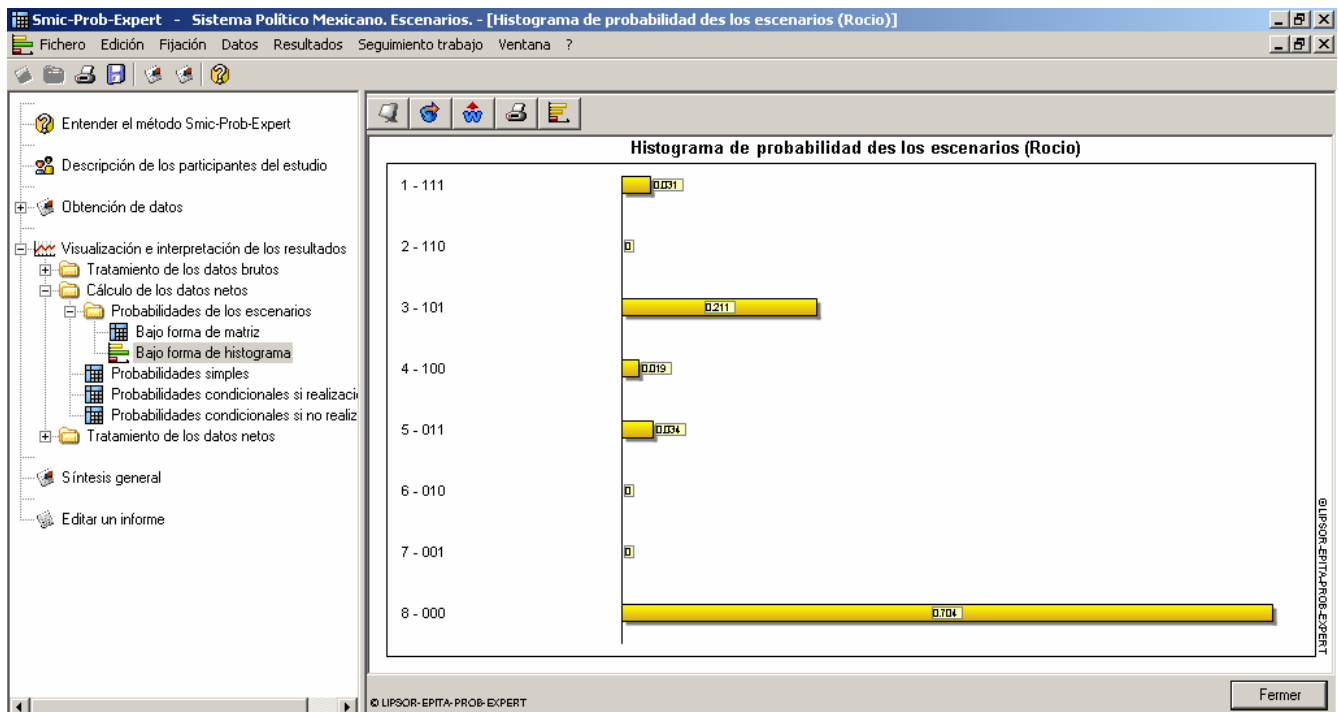 Smic-Prob-Expert - Sistema Político Mexicano. Escenarios. - [Histograma de probabilidad des los escenarios (Rocio)]
Fichero Edición Fijación Datos Resultados Seguimiento trabajo Ventana ?
Entender el método Smic-Prob-Expert
Descripción de los participantes del estudio
Obtención de datos
Visualización e interpretación de los resultados
Tratamiento de los datos brutos
Cálculo de los datos netos
Probabilidades de los escenarios
Bajo forma de matriz
Bajo forma de histograma
Probabilidades simples
Probabilidades condicionales si realizaci
Probabilidades condicionales si no realiz
Tratamiento de los datos netos
Síntesis general
Editar un informe
Histograma de probabilidad des los escenarios (Rocio)
1 - 111 0.031
2 - 110 0
3 - 101 0.211
4 - 100 0.019
5 - 011 0.034
6 - 010 0
7 - 001 0
8 - 000 0.704
©LIPSOR-EPITA-PROB-EXPERT
© LIPSOR-EPITA-PROB-EXPERT
Fermer